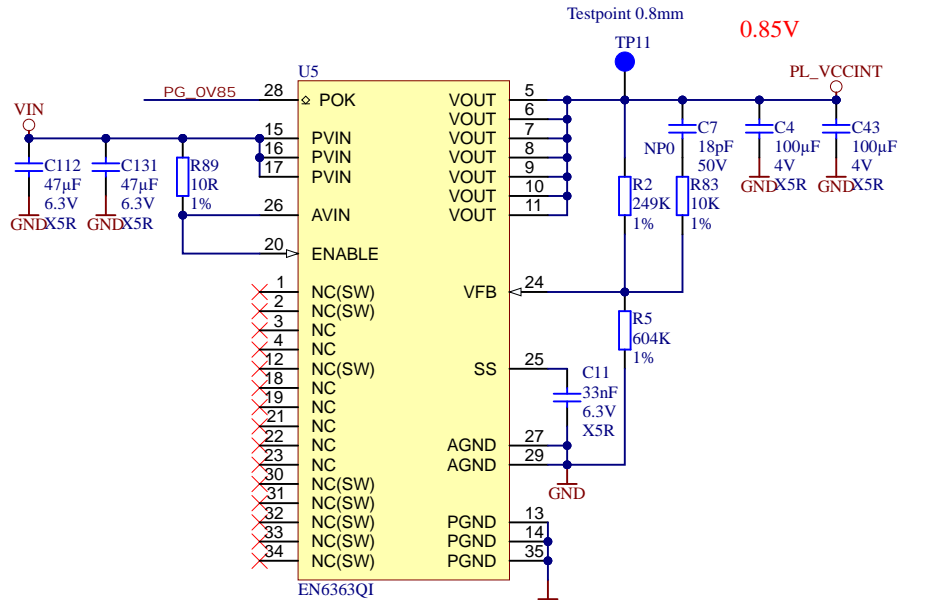 Testpoint 0.8mm
0.85V
TP11
U5
PL_VCCINT
PG_0V85
28
POK
VOUT
5
VIN
VOUT
6
15
PVIN
VOUT
7
C7
18pF
50V
NP0
C4
100µF
4V
X5R
GND
C43
100µF
4V
X5R
GND
16
PVIN
VOUT
8
17
PVIN
VOUT
9
VOUT
10
C112
47µF
6.3V
X5R
GND
C131
47µF
6.3V
X5R
GND
R89
10R
1%
26
AVIN
VOUT
11
R2
249K
1%
R83
10K
1%
20
ENABLE
1
NC(SW)
VFB
24
2
NC(SW)
3
NC
R5
604K
1%
4
NC
12
NC(SW)
SS
25
18
NC
C11
33nF
6.3V
X5R
19
NC
21
NC
22
NC
AGND
27
23
NC
AGND
29
GND
30
NC(SW)
31
NC(SW)
32
NC(SW)
PGND
13
33
NC(SW)
PGND
14
34
NC(SW)
PGND
35
EN6363QI